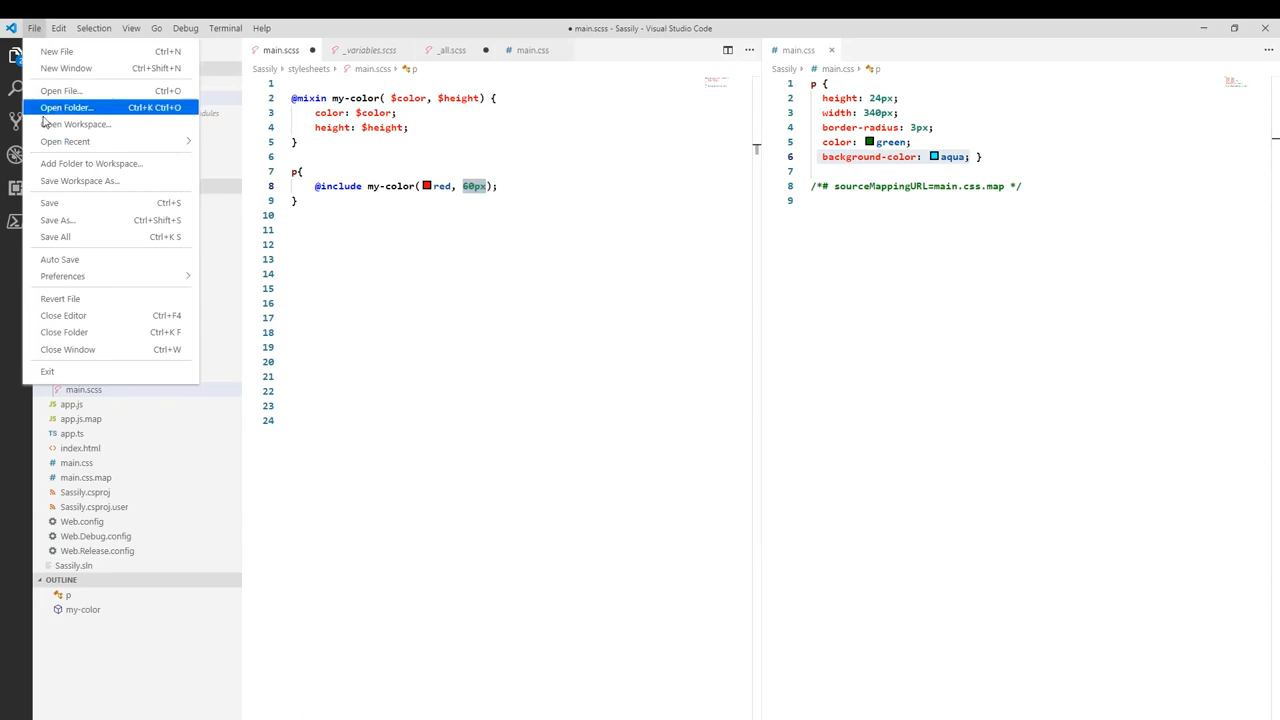 File Edit Selection View Go Debug Terminal Help
● main.scss - Sassily - Visual Studio Code
New File Ctrl+N
New Window Ctrl+Shift+N
Open File... Ctrl+O
Open Folder... Ctrl+K Ctrl+O
Open Workspace...
Open Recent
Add Folder to Workspace...
Save Workspace As...
Save Ctrl+S
Save As... Ctrl+Shift+S
Save All Ctrl+K S
Auto Save
Preferences
Revert File
Close Editor Ctrl+F4
Close Folder Ctrl+K F
Close Window Ctrl+W
Exit
main.scss
app.js
app.js.map
app.ts
index.html
main.css
main.css.map
Sassily.csproj
Sassily.csproj.user
Web.config
Web.Debug.config
Web.Release.config
Sassily.sln
OUTLINE
p
my-color
main.scss _variables.scss _all.scss main.css
Sassily stylesheets main.scss p
1
2 @mixin my-color( $color, $height) {
3 color: $color;
4 height: $height;
5 }
6
7 p{
8 @include my-color( red, 60px);
9 }
10
11
12
13
14
15
16
17
18
19
20
21
22
23
24
main.css
Sassily main.css p
1 p {
2 height: 24px;
3 width: 340px;
4 border-radius: 3px;
5 color: green;
6 background-color: aqua; }
7
8 /*# sourceMappingURL=main.css.map */
9